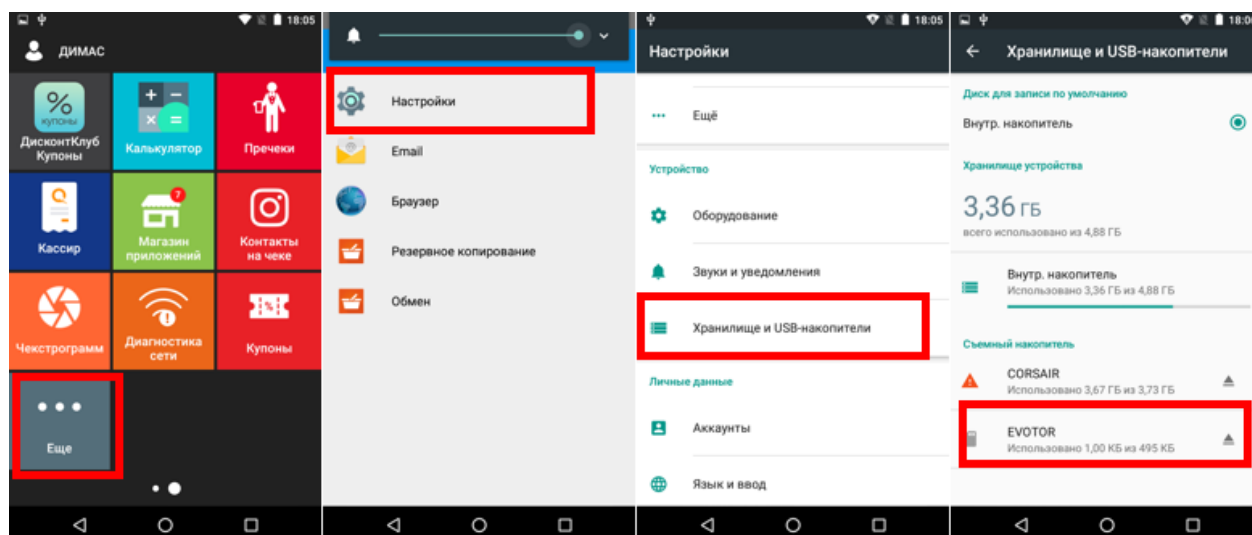 18:05
ДИМАС
%
купоны
ДисконтКлуб
Купоны
Калькулятор
Пречеки
Кассир
7
Магазин
приложений
Контакты
на чеке
Чекстрограмм
Диагностика
сети
Купоны
Еще
Настройки
Email
Браузер
Резервное копирование
Обмен
18:05
Настройки
Ещё
Устройство
Оборудование
Звуки и уведомления
Хранилище и USB-накопители
Личные данные
Аккаунты
Язык и ввод
18:0
Хранилище и USB-накопители
Диск для записи по умолчанию
Внутр. накопитель
Хранилище устройства
3,36 ГБ
всего использовано из 4,88 ГБ
Внутр. накопитель
Использовано 3,36 ГБ из 4,88 ГБ
Съемный накопитель
CORSAIR
Использовано 3,67 ГБ из 3,73 ГБ
EVOTOR
Использовано 1,00 КБ из 495 КБ